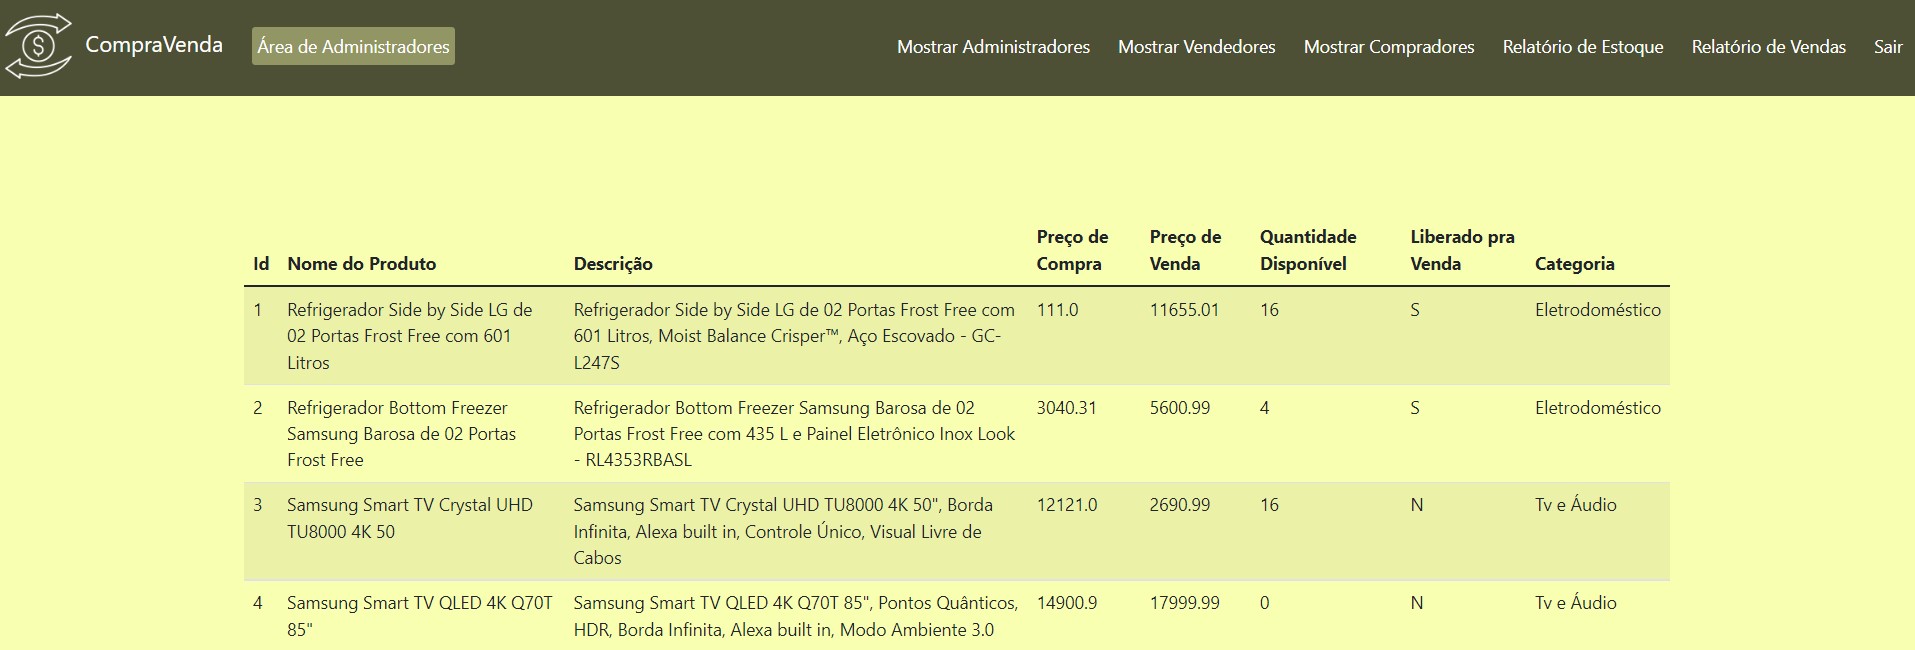 CompraVenda Área de Administradores Mostrar Administradores Mostrar Vendedores Mostrar Compradores Relatório de Estoque Relatório de Vendas Sair
Id Nome do Produto Descrição Preço de Compra Preço de Venda Quantidade Disponível Liberado pra Venda Categoria
1 Refrigerador Side by Side LG de Refrigerador Side by Side LG de 02 Portas Frost Free com 111.0 11655.01 16 S Eletrodoméstico
02 Portas Frost Free com 601 601 Litros, Moist Balance Crisper™, Aço Escovado - GC-
Litros L247S
2 Refrigerador Bottom Freezer Refrigerador Bottom Freezer Samsung Barosa de 02 3040.31 5600.99 4 S Eletrodoméstico
Samsung Barosa de 02 Portas Portas Frost Free com 435 L e Painel Eletrônico Inox Look
Frost Free - RL4353RBASL
3 Samsung Smart TV Crystal UHD Samsung Smart TV Crystal UHD TU8000 4K 50", Borda 12121.0 2690.99 16 N Tv e Áudio
TU8000 4K 50 Infinita, Alexa built in, Controle Único, Visual Livre de
Cabos
4 Samsung Smart TV QLED 4K Q70T Samsung Smart TV QLED 4K Q70T 85", Pontos Quânticos, 14900.9 17999.99 0 N Tv e Áudio
85" HDR, Borda Infinita, Alexa built in, Modo Ambiente 3.0